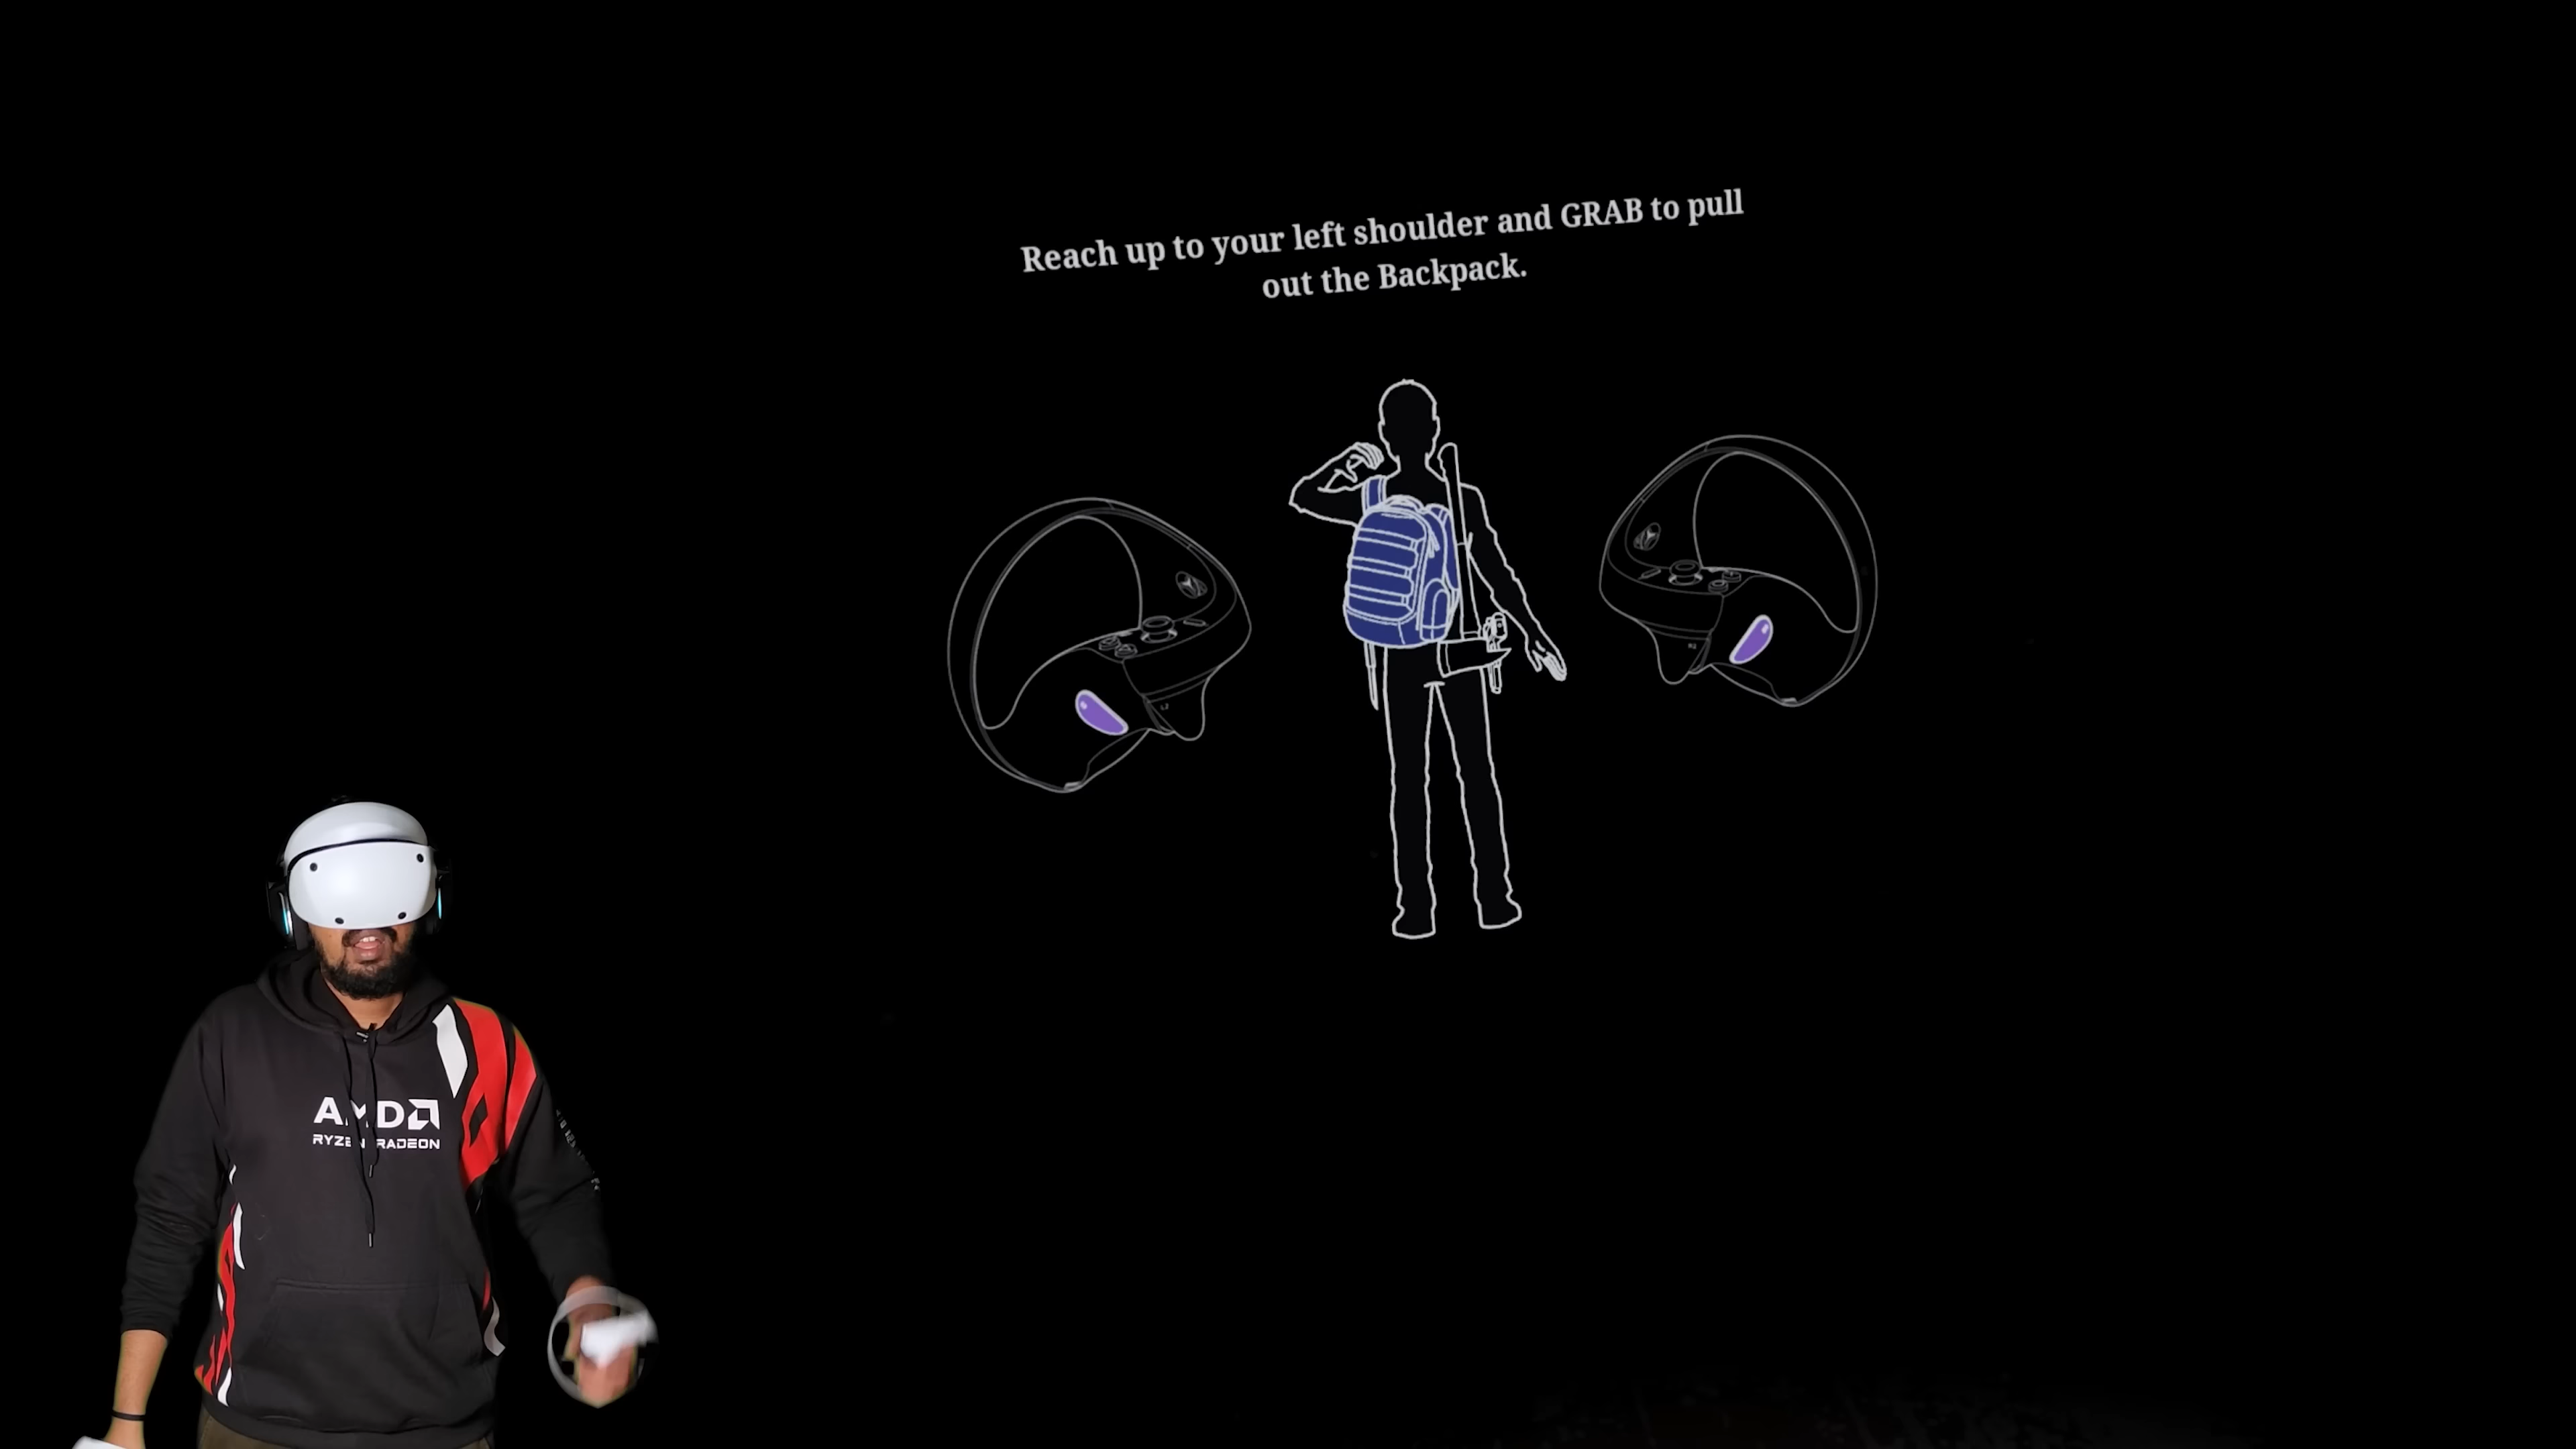 Reach up to your left shoulder and GRAB to pull
out the Backpack.
AMD
RYZEN RADEON